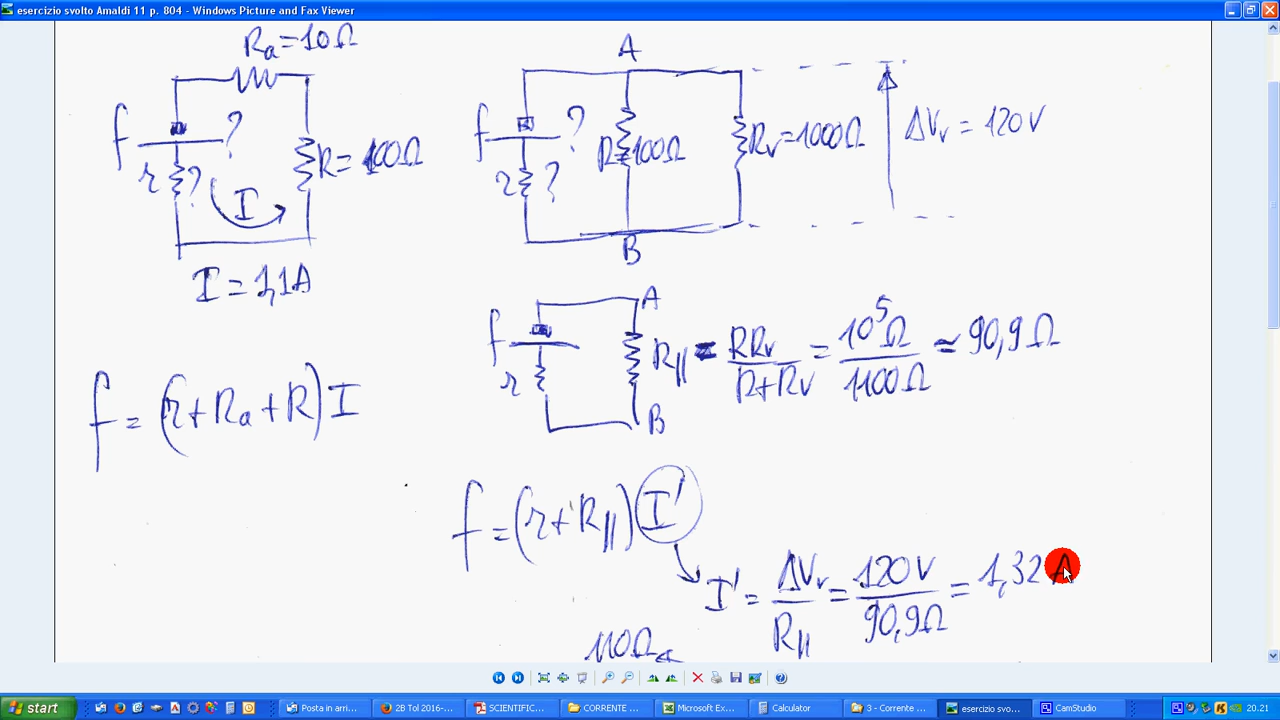 esercizio svolto Amaldi 11 p. 804 - Windows Picture and Fax Viewer
Ra = 10Ω
f
?
r ?
R = 100Ω
I
I = 1,1A
A
f
?
r ?
R = 100Ω
Rv = 1000Ω
ΔVv = 120V
B
f
r
A
R// = RRv / R+Rv = 10⁵Ω / 1100Ω ≃ 90,9Ω
B
f = (r + Ra + R) I
f = (r + R//) I'
I' = ΔVv / R// = 120V / 90,9Ω = 1,32 A
110Ω
start
Posta in arri...
2B Tol 2016-...
SCIENTIFIC...
CORRENTE ...
Microsoft Ex...
Calculator
3 - Corrente ...
esercizio svo...
CamStudio
20.21